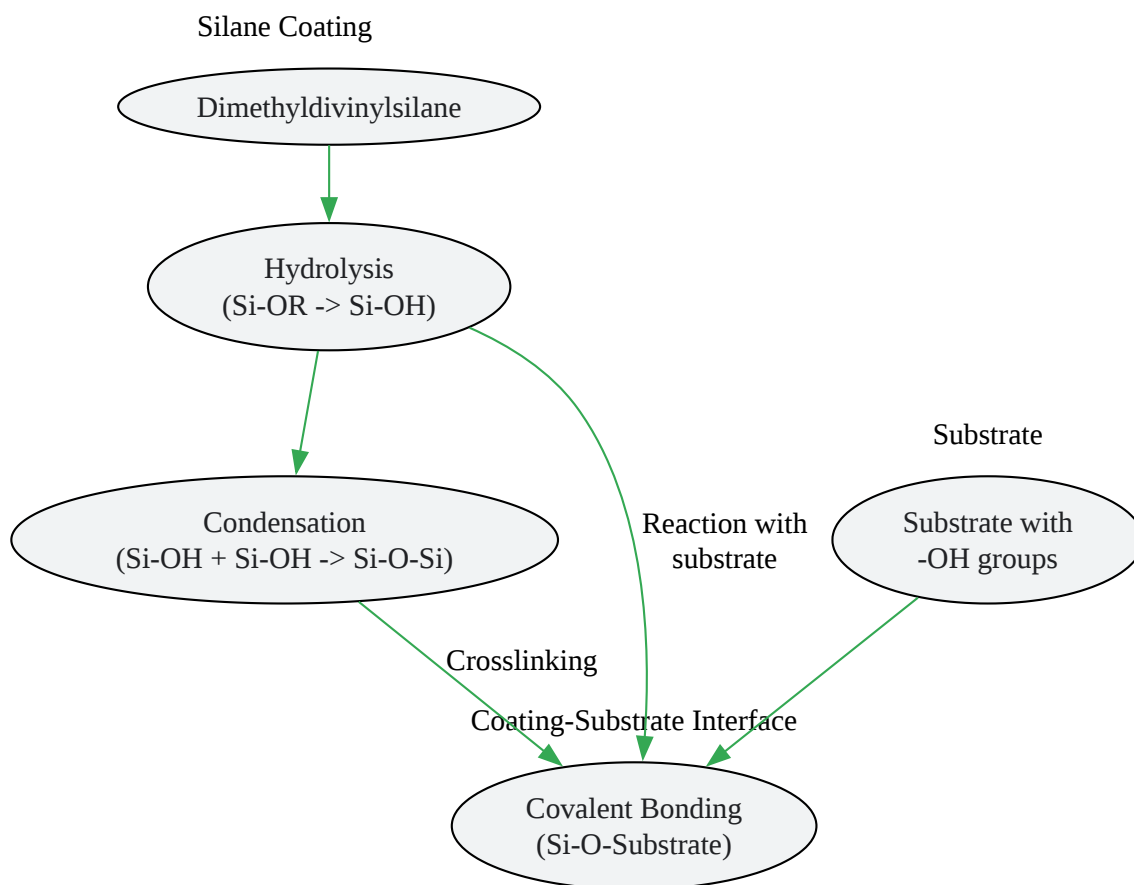 Silane Coating
Dimethyldivinylsilane
Hydrolysis
(Si-OR -> Si-OH)
Substrate
Condensation
(Si-OH + Si-OH -> Si-O-Si)
Reaction with
substrate
Substrate with
-OH groups
Crosslinking
Coating-Substrate Interface
Covalent Bonding
(Si-O-Substrate)